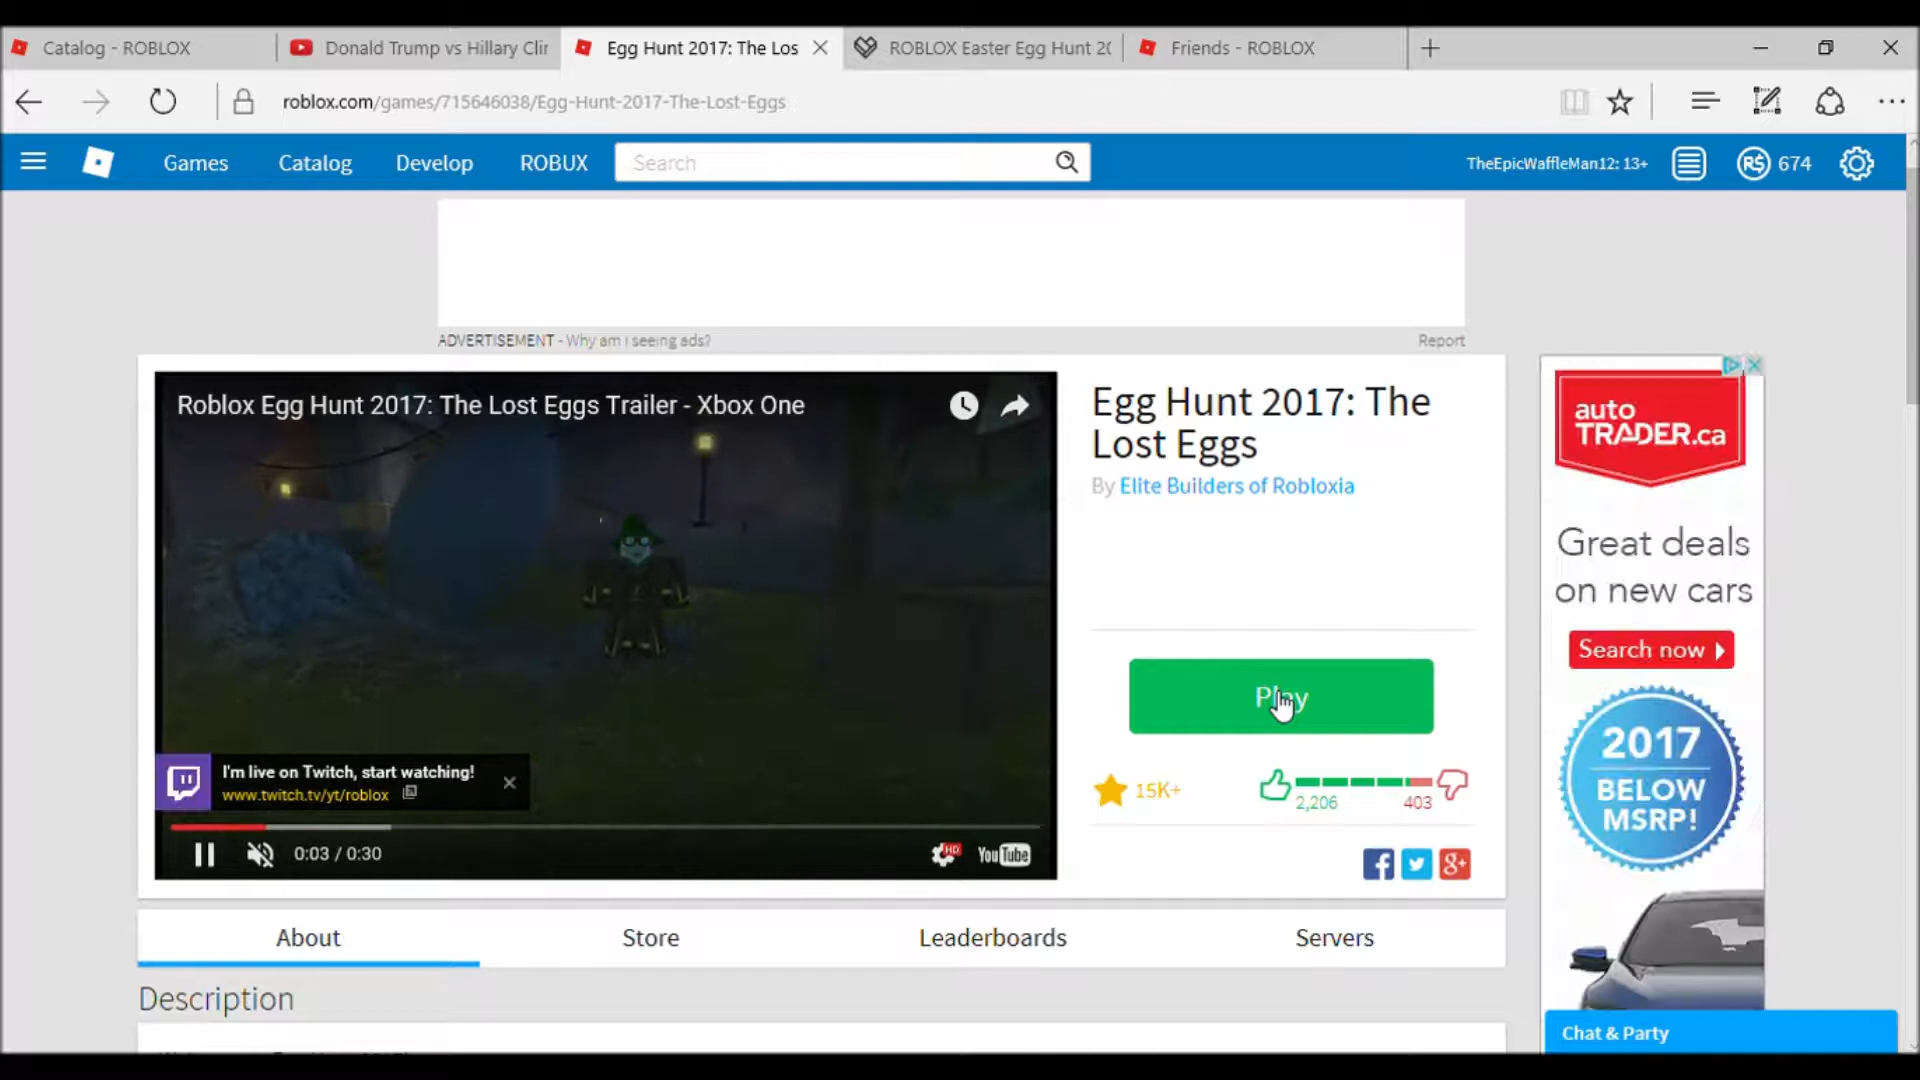 Catalog - ROBLOX
Donald Trump vs Hillary Clin
Egg Hunt 2017: The Los
ROBLOX Easter Egg Hunt 20
Friends - ROBLOX
roblox.com/games/715646038/Egg-Hunt-2017-The-Lost-Eggs
Games
Catalog
Develop
ROBUX
Search
TheEpicWaffleMan12: 13+
R$ 674
ADVERTISEMENT - Why am I seeing ads?
Report
Roblox Egg Hunt 2017: The Lost Eggs Trailer - Xbox One
Egg Hunt 2017: The
Lost Eggs
By Elite Builders of Robloxia
Play
I'm live on Twitch, start watching!
www.twitch.tv/yt/roblox
0:03 / 0:30
HD
YouTube
15K+
2,206
403
g+
auto
TRADER.ca
Great deals
on new cars
Search now
2017
BELOW
MSRP!
About
Store
Leaderboards
Servers
Description
Chat & Party